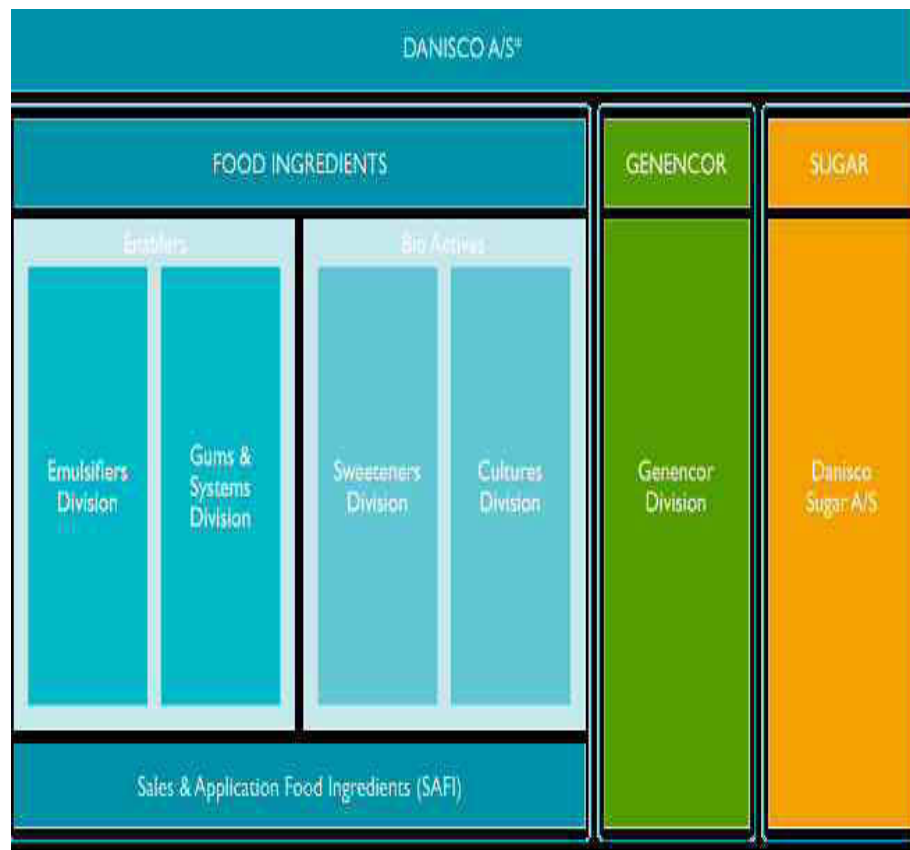 DANISCO A/S*
FOOD INGREDIENTS
GENENCOR
SUGAR
Enablers
Bio Actives
Emulsifiers
Division
Gums &
Systems
Division
Sweeteners
Division
Cultures
Division
Genencor
Division
Danisco
Sugar A/S
Sales & Application Food Ingredients (SAFI)